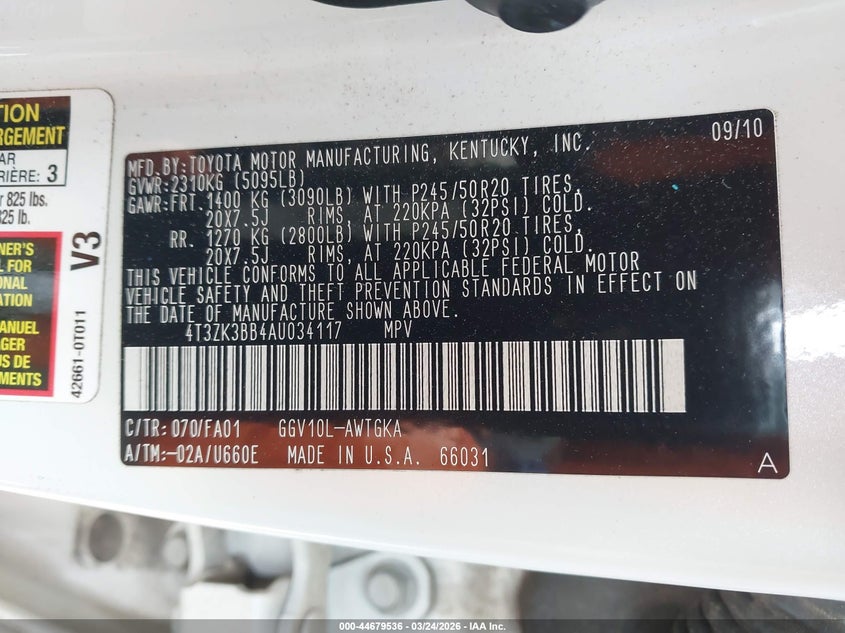 TION
RGEMENT
AR
RIÈRE: 3
r 825 lbs.
825 lb.
NER'S
L FOR
ONAL
ATION
ANUEL
AGER
US DE
EMENTS
V3
42661-0T011
09/10
MFD. BY: TOYOTA MOTOR MANUFACTURING, KENTUCKY, INC.
GVWR: 2310KG (5095LB)
GAWR: FRT. 1400 KG (3090LB) WITH P245/50R20 TIRES,
20X7.5J RIMS, AT 220KPA (32PSI) COLD.
RR. 1270 KG (2800LB) WITH P245/50R20 TIRES,
20X7.5J RIMS, AT 220KPA (32PSI) COLD.
THIS VEHICLE CONFORMS TO ALL APPLICABLE FEDERAL MOTOR
VEHICLE SAFETY AND THEFT PREVENTION STANDARDS IN EFFECT ON
THE DATE OF MANUFACTURE SHOWN ABOVE.
4T3ZK3BB4AU034117 MPV
C/TR: 070/FA01 GGV10L-AWTGKA
A/TM:-02A/U660E MADE IN U.S.A. 66031
A
000-44679536 - 03/24/2026 - IAA Inc.